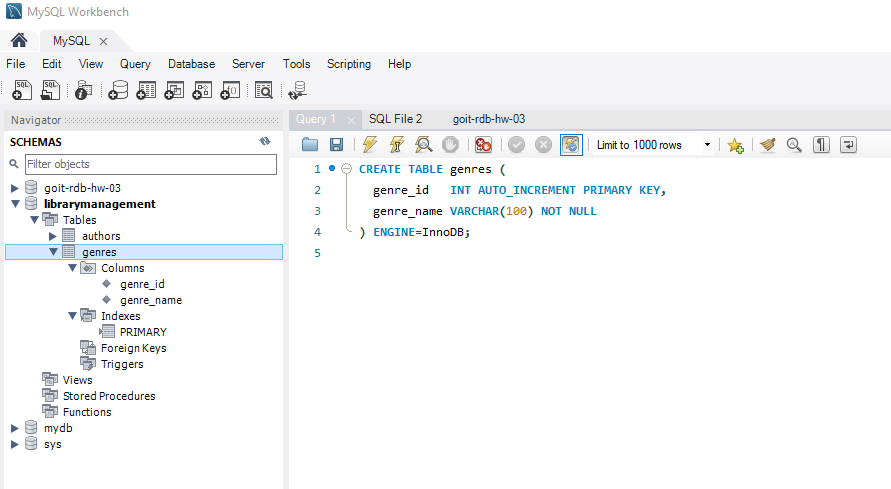 MySQL Workbench
MySQL
File Edit View Query Database Server Tools Scripting Help
Navigator
SCHEMAS
Filter objects
goit-rdb-hw-03
librarymanagement
Tables
authors
genres
Columns
genre_id
genre_name
Indexes
PRIMARY
Foreign Keys
Triggers
Views
Stored Procedures
Functions
mydb
sys
Query 1 SQL File 2 goit-rdb-hw-03
Limit to 1000 rows
1 CREATE TABLE genres (
2 genre_id INT AUTO_INCREMENT PRIMARY KEY,
3 genre_name VARCHAR(100) NOT NULL
4 ) ENGINE=InnoDB;
5